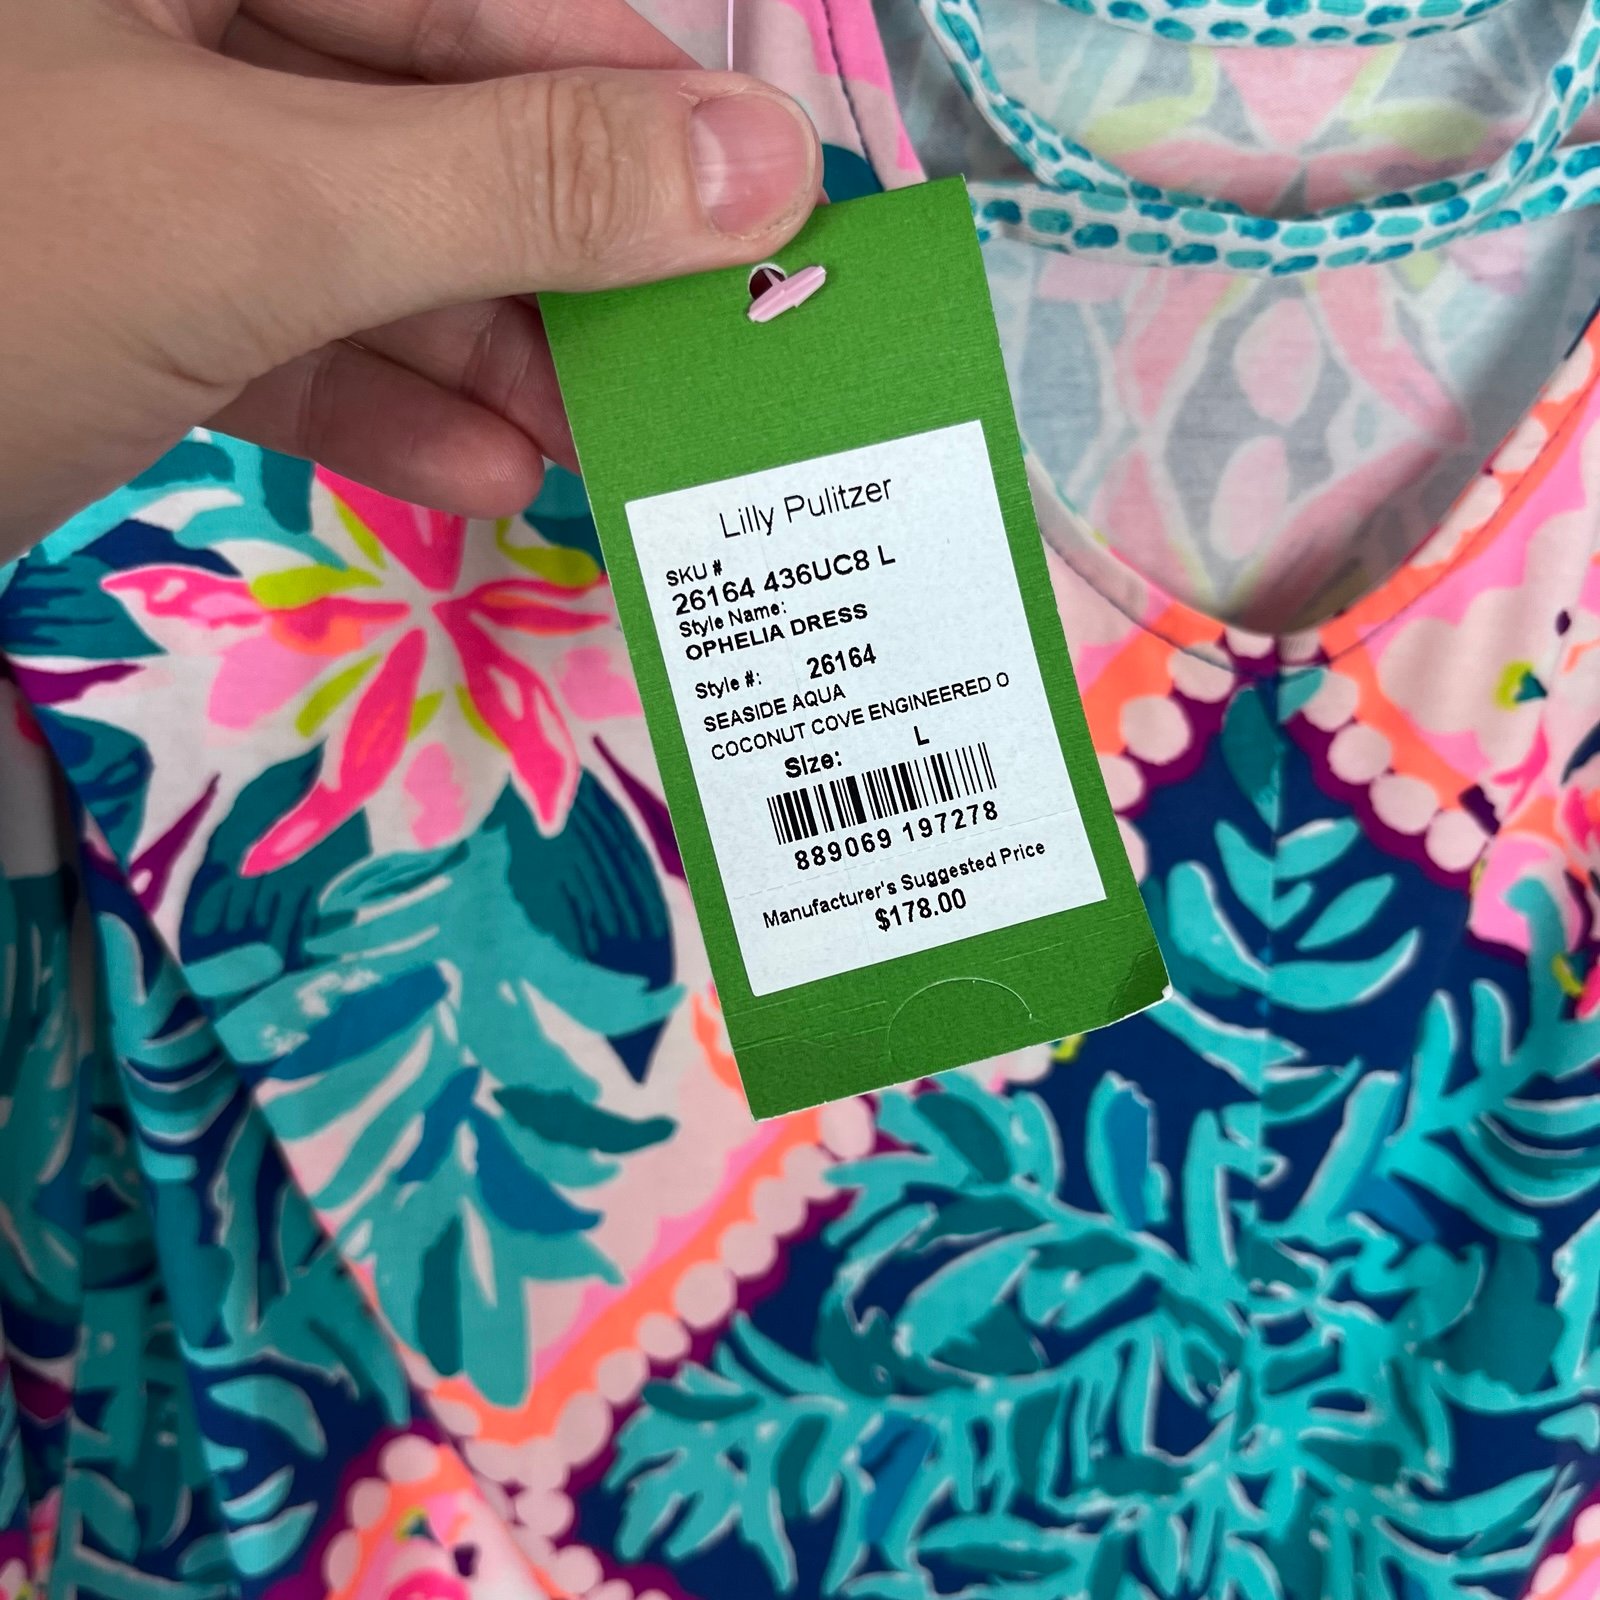 Lilly Pulitzer
SKU #
26164 436UC8 L
Style Name:
OPHELIA DRESS
Style #: 26164
SEASIDE AQUA
COCONUT COVE ENGINEERED O
Size: L
889069 197278
Manufacturer's Suggested Price
$178.00